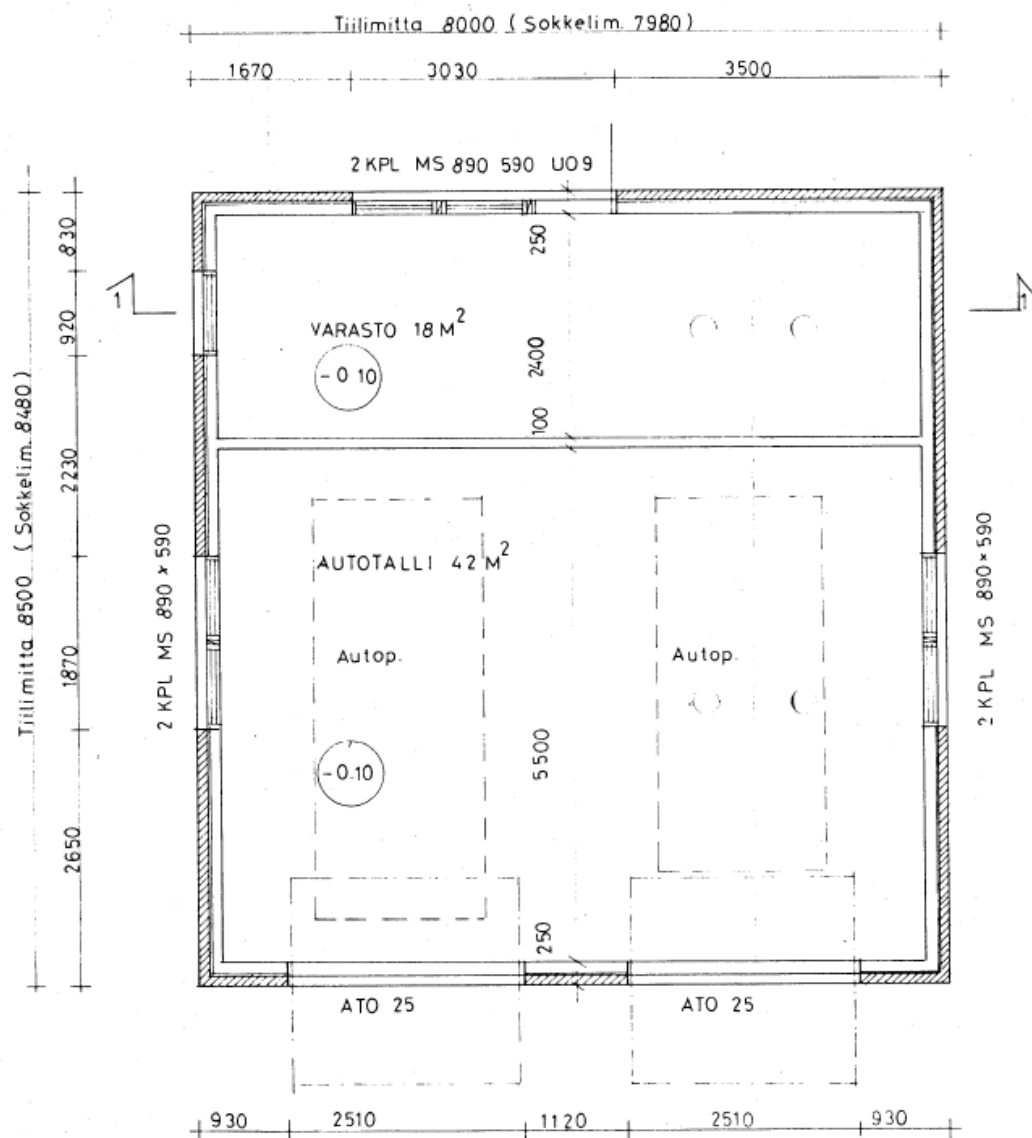 Tiilimitta 8000 ( Sokkelim. 7980)
1670 3030 3500
2 KPL MS 890 590 UO9
830
920
2230
1870
2650
Tiilimitta 8500 ( Sokkelim. 8480)
1
1
250
VARASTO 18 M²
-0 10
2400
100
2 KPL MS 890 x 590
AUTOTALLI 42 M²
2 KPL MS 890×590
Autop.
Autop.
-0.10
5500
250
ATO 25
ATO 25
930 2510 1120 2510 930